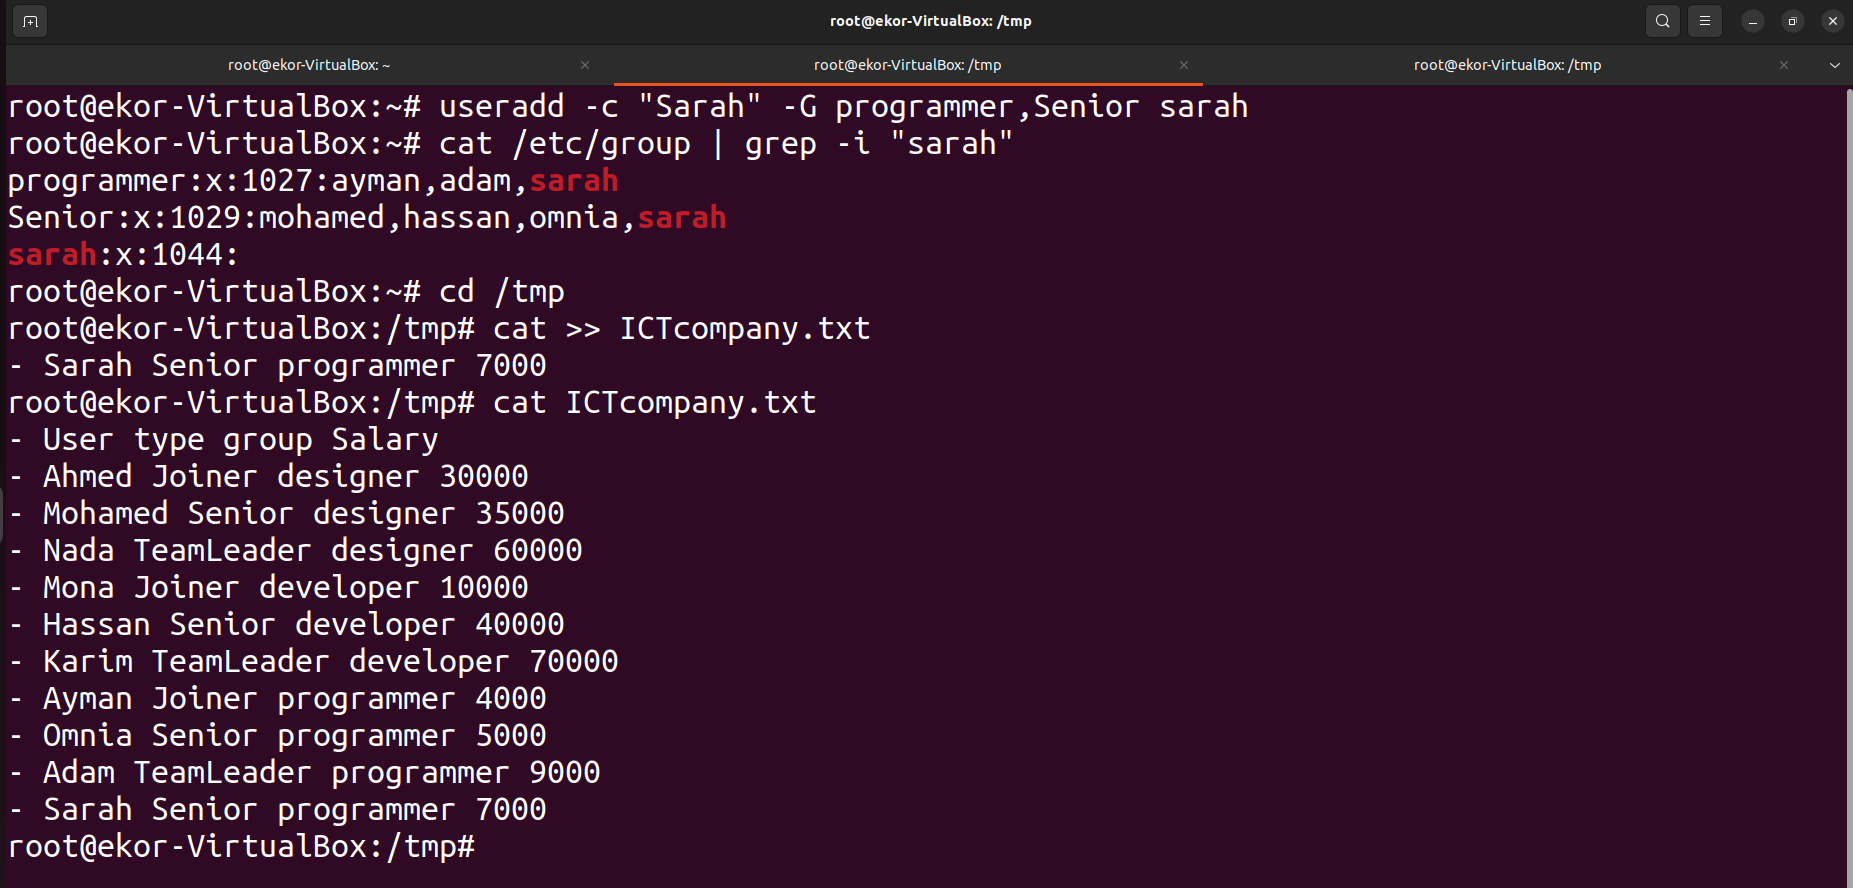 root@ekor-VirtualBox: /tmp
root@ekor-VirtualBox: ~
root@ekor-VirtualBox: /tmp
root@ekor-VirtualBox: /tmp
root@ekor-VirtualBox:~# useradd -c "Sarah" -G programmer,Senior sarah
root@ekor-VirtualBox:~# cat /etc/group | grep -i "sarah"
programmer:x:1027:ayman,adam,sarah
Senior:x:1029:mohamed,hassan,omnia,sarah
sarah:x:1044:
root@ekor-VirtualBox:~# cd /tmp
root@ekor-VirtualBox:/tmp# cat >> ICTcompany.txt
- Sarah Senior programmer 7000
root@ekor-VirtualBox:/tmp# cat ICTcompany.txt
- User type group Salary
- Ahmed Joiner designer 30000
- Mohamed Senior designer 35000
- Nada TeamLeader designer 60000
- Mona Joiner developer 10000
- Hassan Senior developer 40000
- Karim TeamLeader developer 70000
- Ayman Joiner programmer 4000
- Omnia Senior programmer 5000
- Adam TeamLeader programmer 9000
- Sarah Senior programmer 7000
root@ekor-VirtualBox:/tmp#